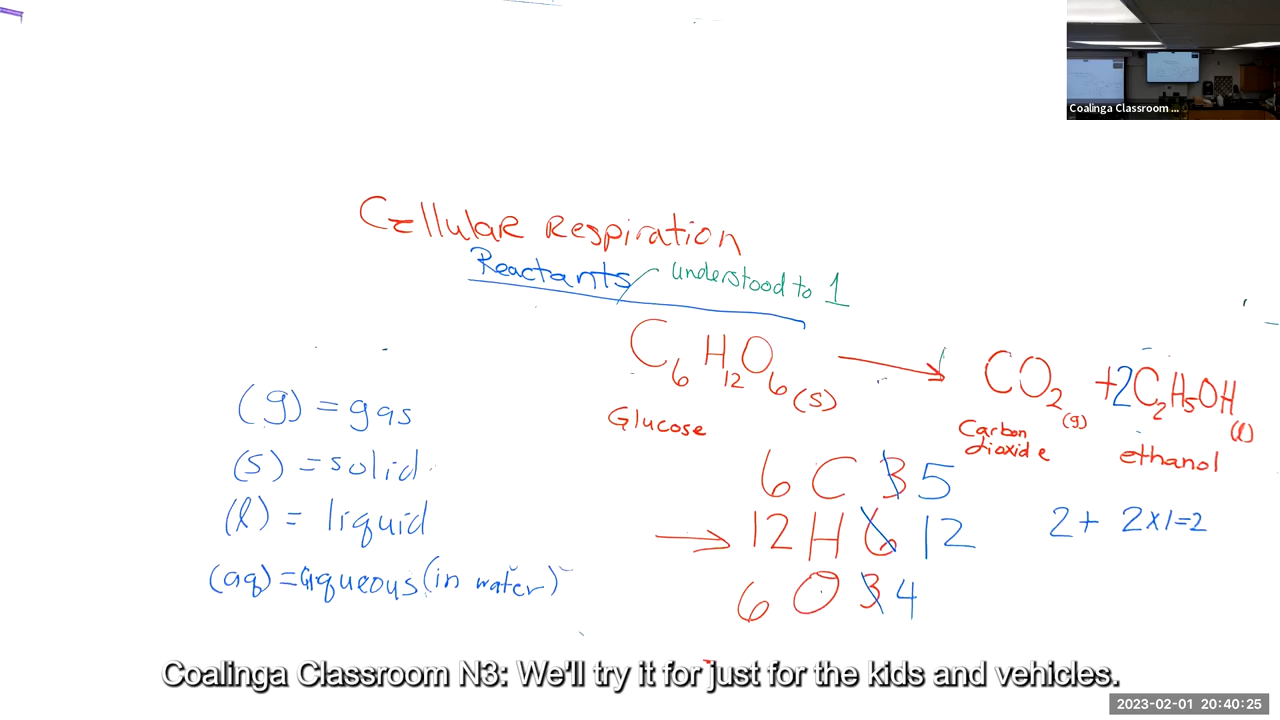 Coalinga Classroom ...
Cellular Respiration
Reactants understood to 1
C6H12O6(s) → CO2(g) + 2C2H5OH(l)
Glucose Carbon dioxide ethanol
(g) = gas
(s) = solid
(l) = liquid
(aq) = aqueous (in water)
6 C 3 5
→ 12 H 6 12 2 + 2x1=2
6 O 3 4
Coalinga Classroom N3: We'll try it for just for the kids and vehicles.
2023-02-01 20:40:25